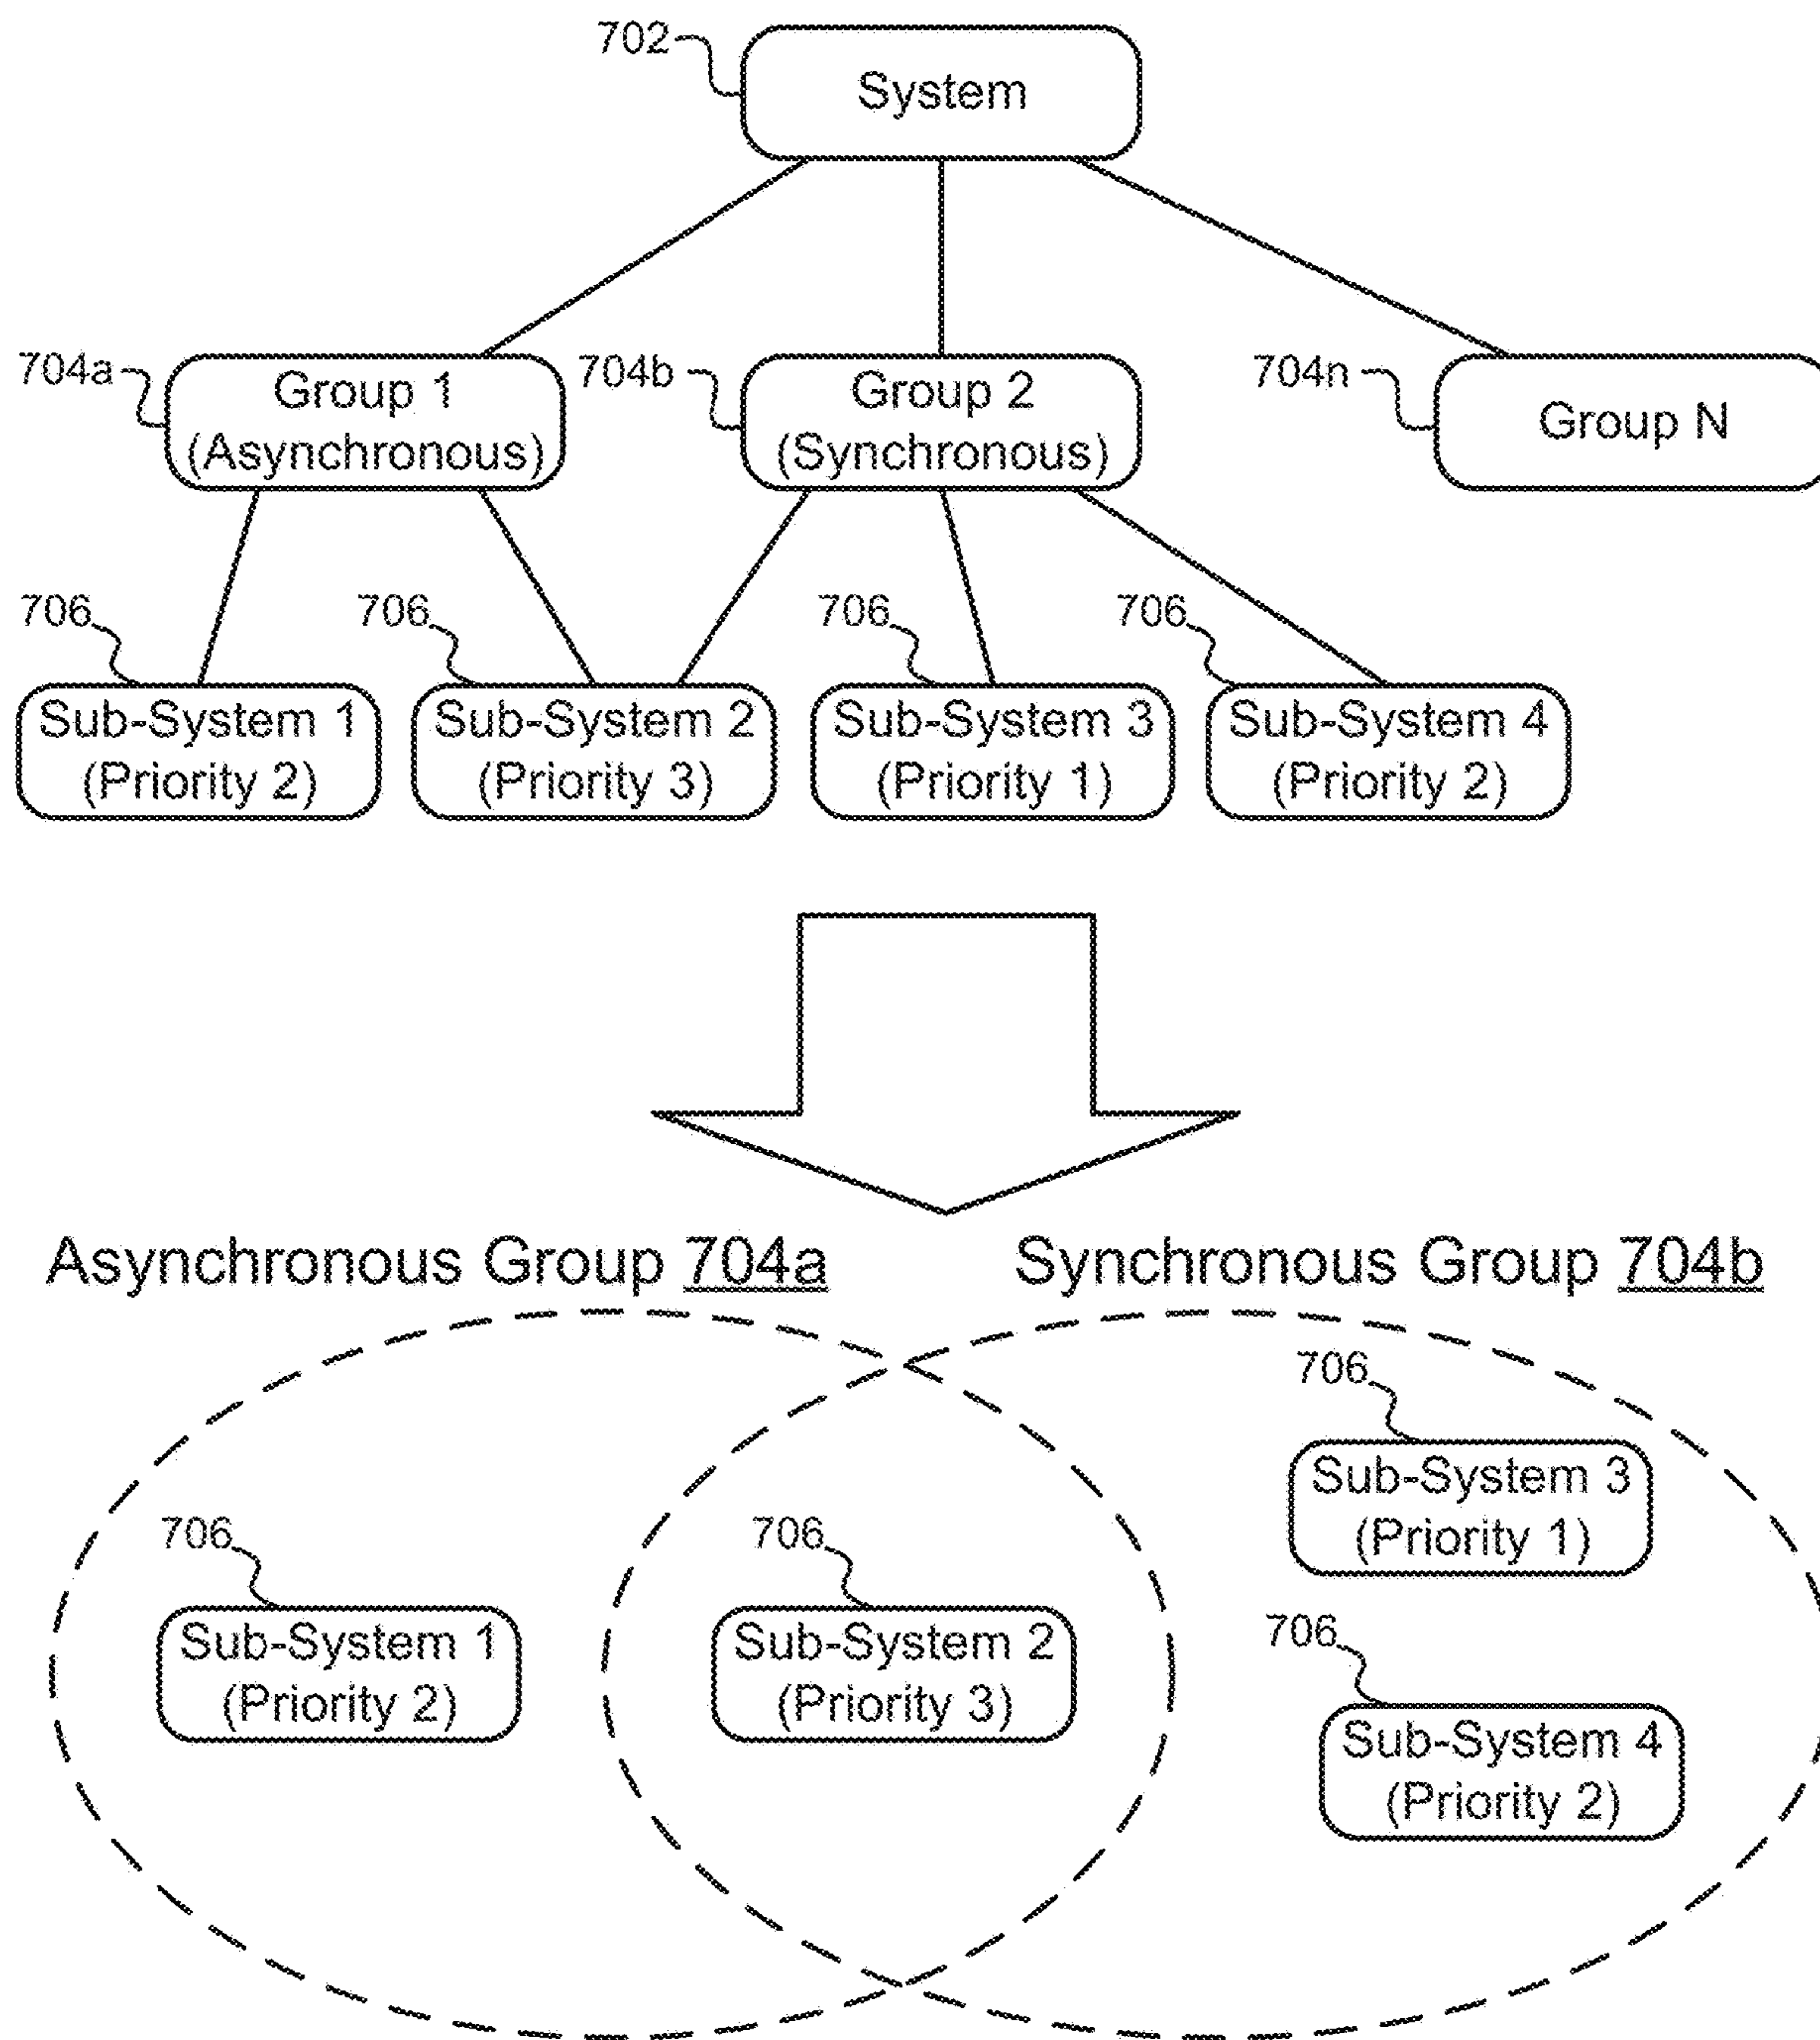 702
System
704a
Group 1
(Asynchronous)
704b
Group 2
(Synchronous)
704n
Group N
706
Sub-System 1
(Priority 2)
706
Sub-System 2
(Priority 3)
706
Sub-System 3
(Priority 1)
706
Sub-System 4
(Priority 2)
Asynchronous Group 704a
Synchronous Group 704b
706
Sub-System 1
(Priority 2)
706
Sub-System 2
(Priority 3)
706
Sub-System 3
(Priority 1)
706
Sub-System 4
(Priority 2)